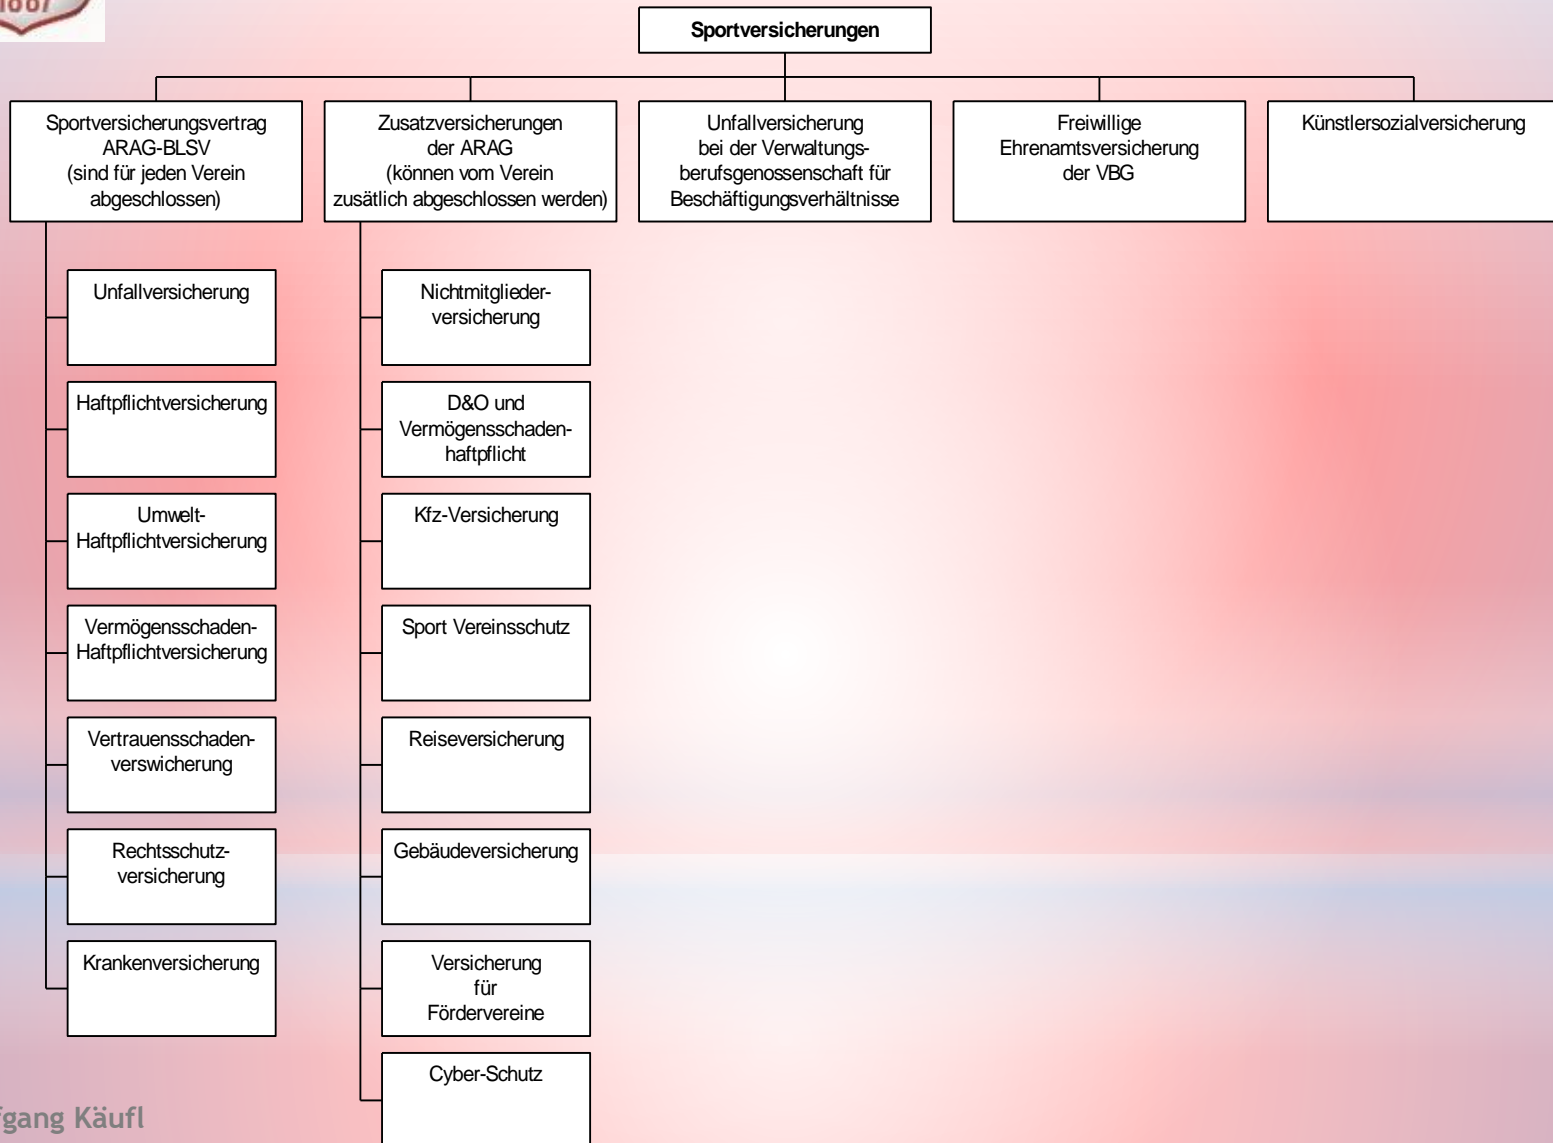 1867
Sportversicherungen
Sportversicherungsvertrag
ARAG-BLSV
(sind für jeden Verein
abgeschlossen)
Zusatzversicherungen
der ARAG
(können vom Verein
zusätlich abgeschlossen werden)
Unfallversicherung
bei der Verwaltungs-
berufsgenossenschaft für
Beschäftigungsverhältnisse
Freiwillige
Ehrenamtsversicherung
der VBG
Künstlersozialversicherung
Unfallversicherung
Haftpflichtversicherung
Umwelt-
Haftpflichtversicherung
Vermögensschaden-
Haftpflichtversicherung
Vertrauensschaden-
verswicherung
Rechtsschutz-
versicherung
Krankenversicherung
Nichtmitglieder-
versicherung
D&O und
Vermögensschaden-
haftpflicht
Kfz-Versicherung
Sport Vereinsschutz
Reiseversicherung
Gebäudeversicherung
Versicherung
für
Fördervereine
Cyber-Schutz
fgang Käufl